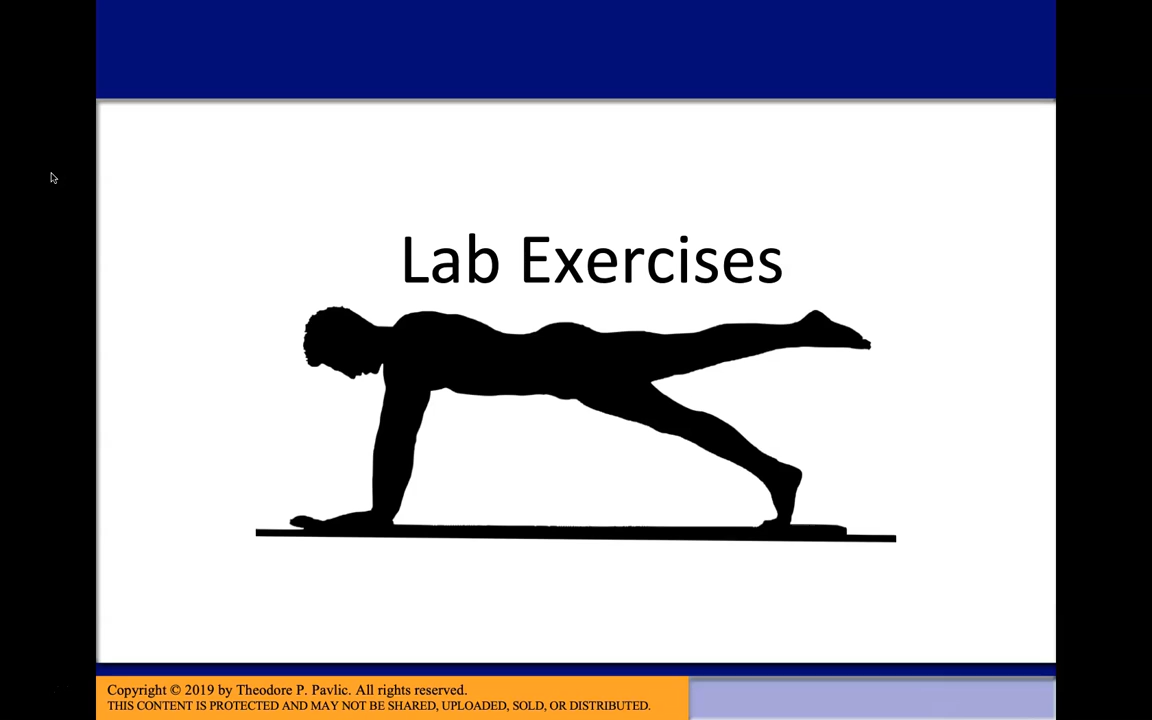 Lab Exercises
Copyright © 2019 by Theodore P. Pavlic. All rights reserved.
THIS CONTENT IS PROTECTED AND MAY NOT BE SHARED, UPLOADED, SOLD, OR DISTRIBUTED.